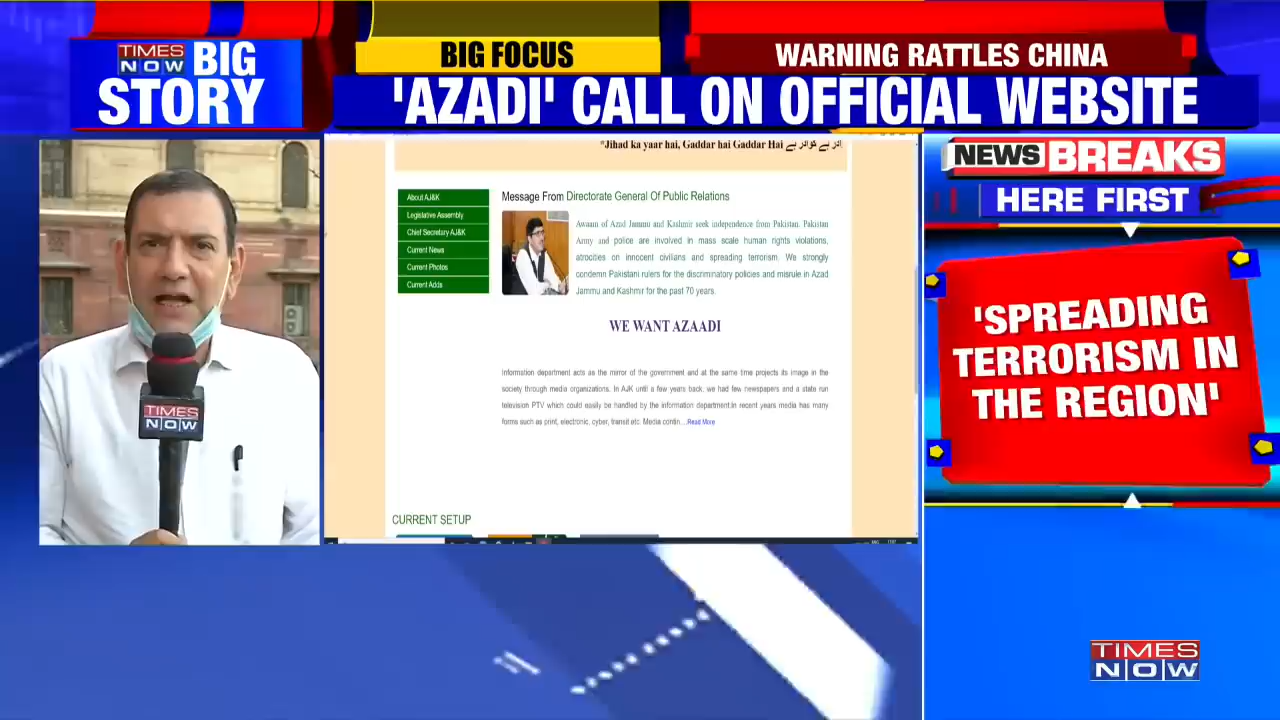 TIMES
NOW
BIG
STORY
BIG FOCUS
WARNING RATTLES CHINA
'AZADI' CALL ON OFFICIAL WEBSITE
"Jihad ka yaar hai, Gaddar hai Gaddar Hai
About AJ&K
Legislative Assembly
Chief Secretary AJ&K
Current News
Current Photos
Current Adds
Message From Directorate General Of Public Relations
Awaam of Azad Jammu and Kashmir seek independence from Pakistan. Pakistan
Army and police are involved in mass scale human rights violations,
atrocities on innocent civilians and spreading terrorism. We strongly
condemn Pakistani rulers for the discriminatory policies and misrule in Azad
Jammu and Kashmir for the past 70 years.
WE WANT AZAADI
Information department acts as the mirror of the government and at the same time projects its image in the
society through media organizations. In AJK until a few years back, we had few newspapers and a state run
television PTV which could easily be handled by the information department.In recent years media has many
forms such as print, electronic, cyber, transit etc. Media contin....Read More
CURRENT SETUP
NEWS BREAKS
HERE FIRST
'SPREADING
TERRORISM IN
THE REGION'
TIMES
NOW
TIMES
NOW